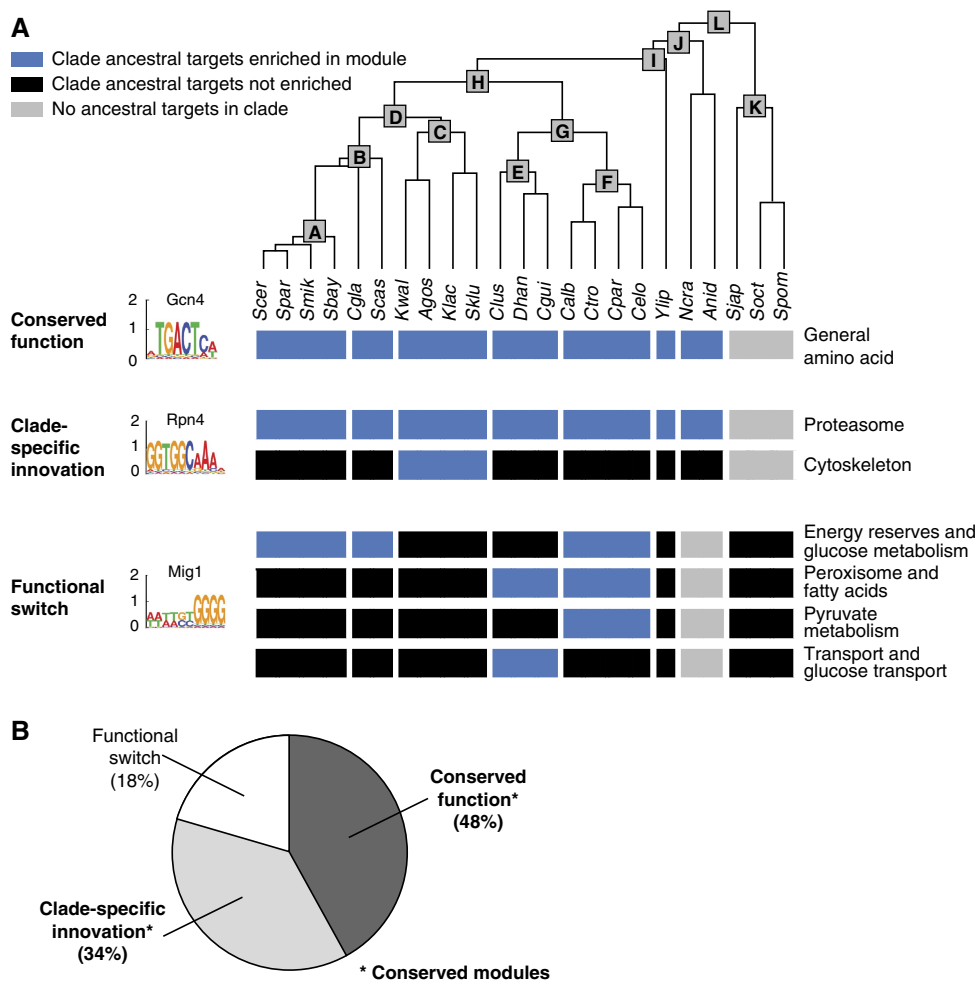 A
Clade ancestral targets enriched in module
Clade ancestral targets not enriched
No ancestral targets in clade
L
J
I
H
K
D
C
G
B
E
F
A
Scer
Spar
Smik
Sbay
Cgla
Scas
Kwal
Agos
Klac
Sklu
Clus
Dhan
Cgui
Calb
Ctro
Cpar
Celo
Ylip
Ncra
Anid
Sjap
Soct
Spom
Conserved
function
2
1
0
Gcn4
TGACTCA
General
amino acid
Clade-
specific
innovation
2
1
0
Rpn4
GGTGGCAAA
Proteasome
Cytoskeleton
Functional
switch
2
1
0
Mig1
AATTGTGGGG
TTAACC
Energy reserves and
glucose metabolism
Peroxisome and
fatty acids
Pyruvate
metabolism
Transport and
glucose transport
B
Functional
switch
(18%)
Conserved
function*
(48%)
Clade-specific
innovation*
(34%)
* Conserved modules